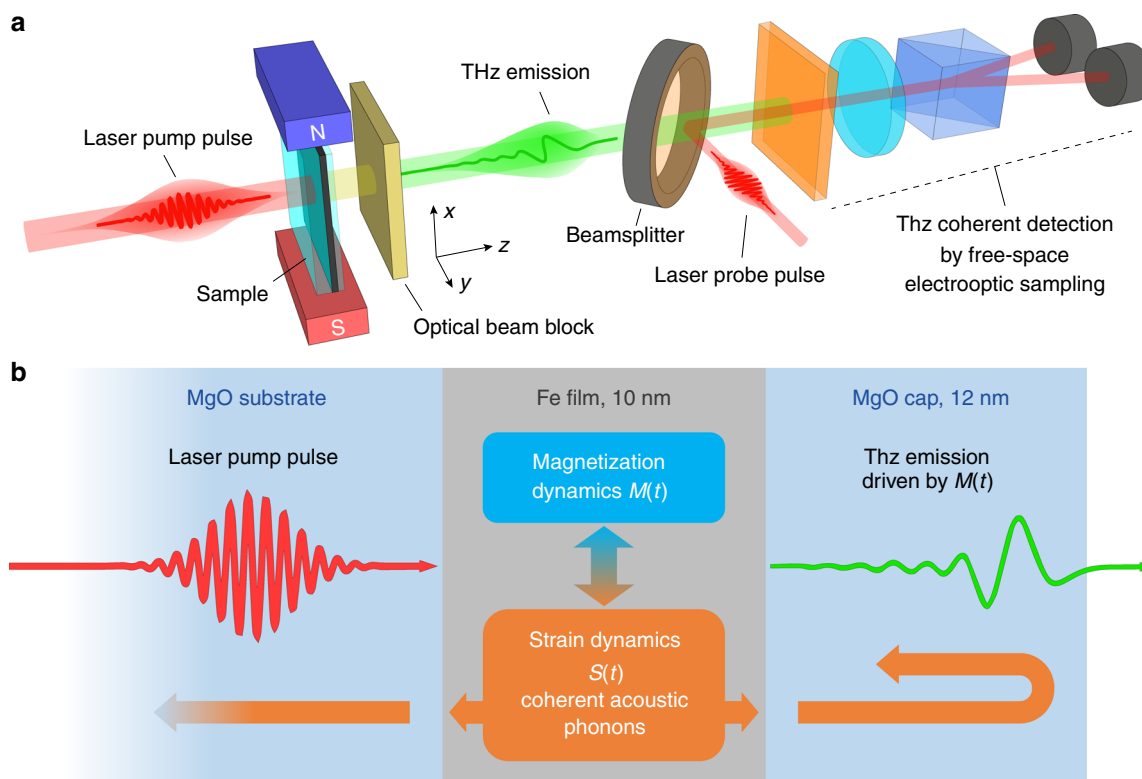 a
Laser pump pulse
N
THz emission
x
z
y
Sample
S
Optical beam block
Beamsplitter
Laser probe pulse
Thz coherent detection
by free-space
electrooptic sampling
b
MgO substrate
Fe film, 10 nm
MgO cap, 12 nm
Laser pump pulse
Magnetization
dynamics M(t)
Thz emission
driven by M(t)
Strain dynamics
S(t)
coherent acoustic
phonons